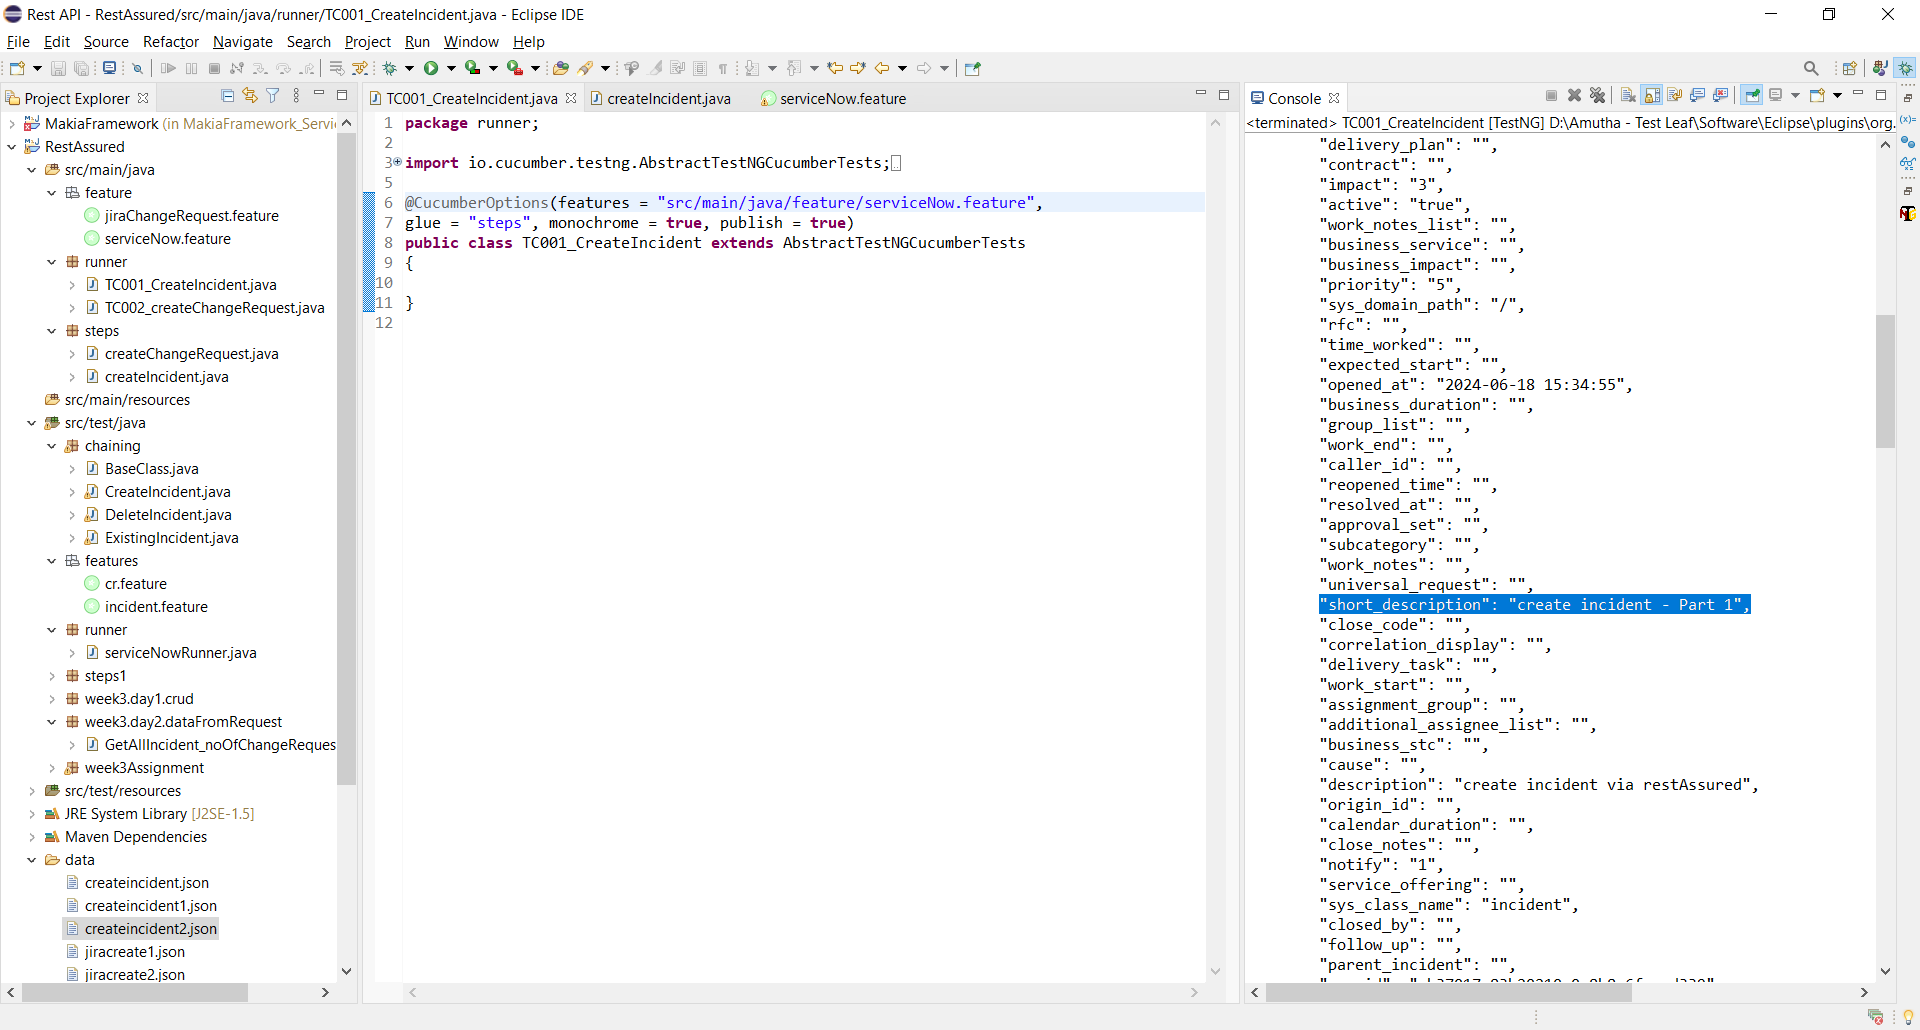 Rest API - RestAssured/src/main/java/runner/TC001_CreateIncident.java - Eclipse IDE
File Edit Source Refactor Navigate Search Project Run Window Help
Project Explorer
MakiaFramework (in MakiaFramework_Servi
RestAssured
src/main/java
feature
jiraChangeRequest.feature
serviceNow.feature
runner
TC001_CreateIncident.java
TC002_createChangeRequest.java
steps
createChangeRequest.java
createIncident.java
src/main/resources
src/test/java
chaining
BaseClass.java
CreateIncident.java
DeleteIncident.java
ExistingIncident.java
features
cr.feature
incident.feature
runner
serviceNowRunner.java
steps1
week3.day1.crud
week3.day2.dataFromRequest
GetAllIncident_noOfChangeReques
week3Assignment
src/test/resources
JRE System Library [J2SE-1.5]
Maven Dependencies
data
createincident.json
createincident1.json
createincident2.json
jiracreate1.json
jiracreate2.json
TC001_CreateIncident.java createIncident.java serviceNow.feature
1 package runner;
2
3 import io.cucumber.testng.AbstractTestNGCucumberTests;
5
6 @CucumberOptions(features = "src/main/java/feature/serviceNow.feature",
7 glue = "steps", monochrome = true, publish = true)
8 public class TC001_CreateIncident extends AbstractTestNGCucumberTests
9 {
10
11 }
12
Console
<terminated> TC001_CreateIncident [TestNG] D:\Amutha - Test Leaf\Software\Eclipse\plugins\org.
"delivery_plan": "",
"contract": "",
"impact": "3",
"active": "true",
"work_notes_list": "",
"business_service": "",
"business_impact": "",
"priority": "5",
"sys_domain_path": "/",
"rfc": "",
"time_worked": "",
"expected_start": "",
"opened_at": "2024-06-18 15:34:55",
"business_duration": "",
"group_list": "",
"work_end": "",
"caller_id": "",
"reopened_time": "",
"resolved_at": "",
"approval_set": "",
"subcategory": "",
"work_notes": "",
"universal_request": "",
"short_description": "create incident - Part 1",
"close_code": "",
"correlation_display": "",
"delivery_task": "",
"work_start": "",
"assignment_group": "",
"additional_assignee_list": "",
"business_stc": "",
"cause": "",
"description": "create incident via restAssured",
"origin_id": "",
"calendar_duration": "",
"close_notes": "",
"notify": "1",
"service_offering": "",
"sys_class_name": "incident",
"closed_by": "",
"follow_up": "",
"parent_incident": "",